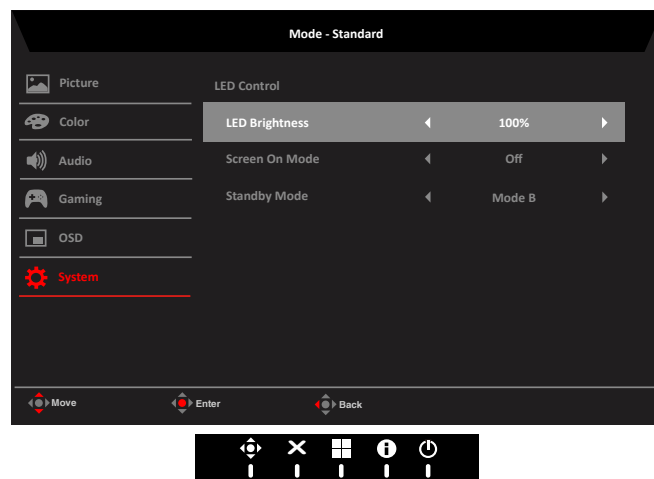 Mode - Standard
Picture
LED Control
Color
LED Brightness 100%
Audio
Screen On Mode Off
Gaming
Standby Mode Mode B
OSD
System
Move Enter Back